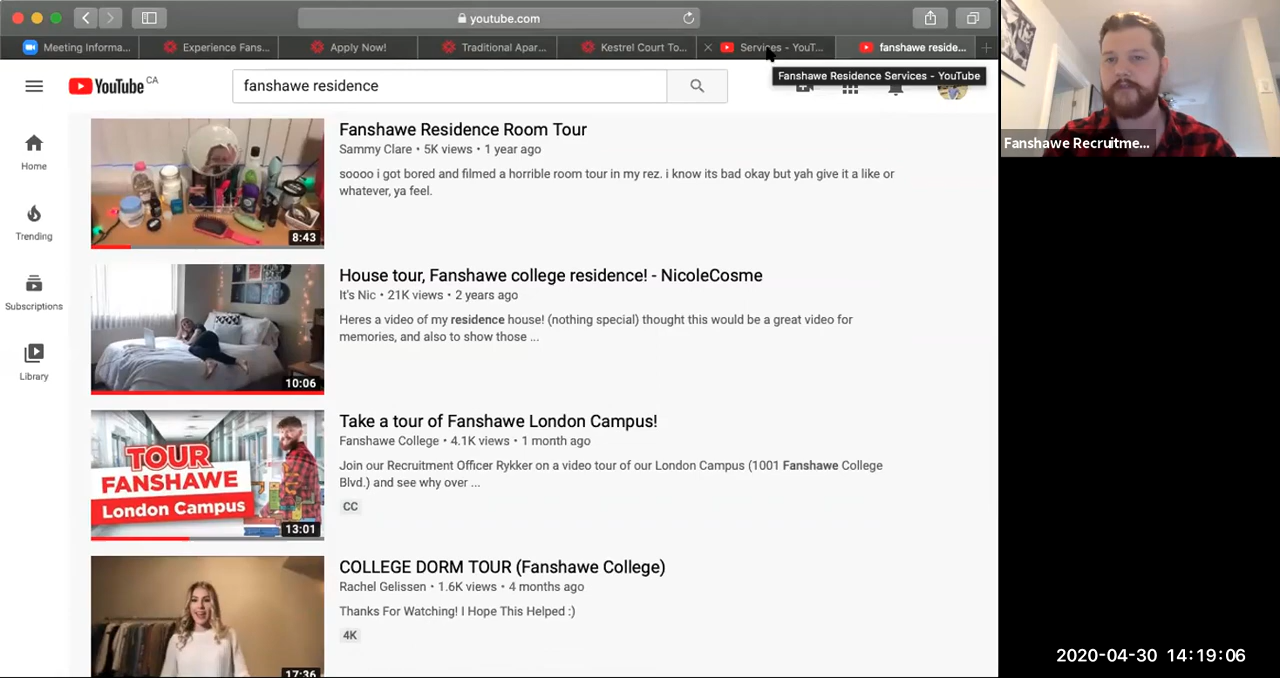 youtube.com
Meeting Informa...
Experience Fans...
Apply Now!
Traditional Apar...
Kestrel Court To...
Services - YouT...
fanshawe reside...
YouTube CA
fanshawe residence
Fanshawe Residence Services - YouTube
Home
Trending
Subscriptions
Library
8:43
Fanshawe Residence Room Tour
Sammy Clare • 5K views • 1 year ago
soooo i got bored and filmed a horrible room tour in my rez. i know its bad okay but yah give it a like or
whatever, ya feel.
10:06
House tour, Fanshawe college residence! - NicoleCosme
It's Nic • 21K views • 2 years ago
Heres a video of my residence house! (nothing special) thought this would be a great video for
memories, and also to show those ...
TOUR
FANSHAWE
London Campus
13:01
Take a tour of Fanshawe London Campus!
Fanshawe College • 4.1K views • 1 month ago
Join our Recruitment Officer Rykker on a video tour of our London Campus (1001 Fanshawe College
Blvd.) and see why over ...
CC
17:36
COLLEGE DORM TOUR (Fanshawe College)
Rachel Gelissen • 1.6K views • 4 months ago
Thanks For Watching! I Hope This Helped :)
4K
Fanshawe Recruitme...
2020-04-30 14:19:06